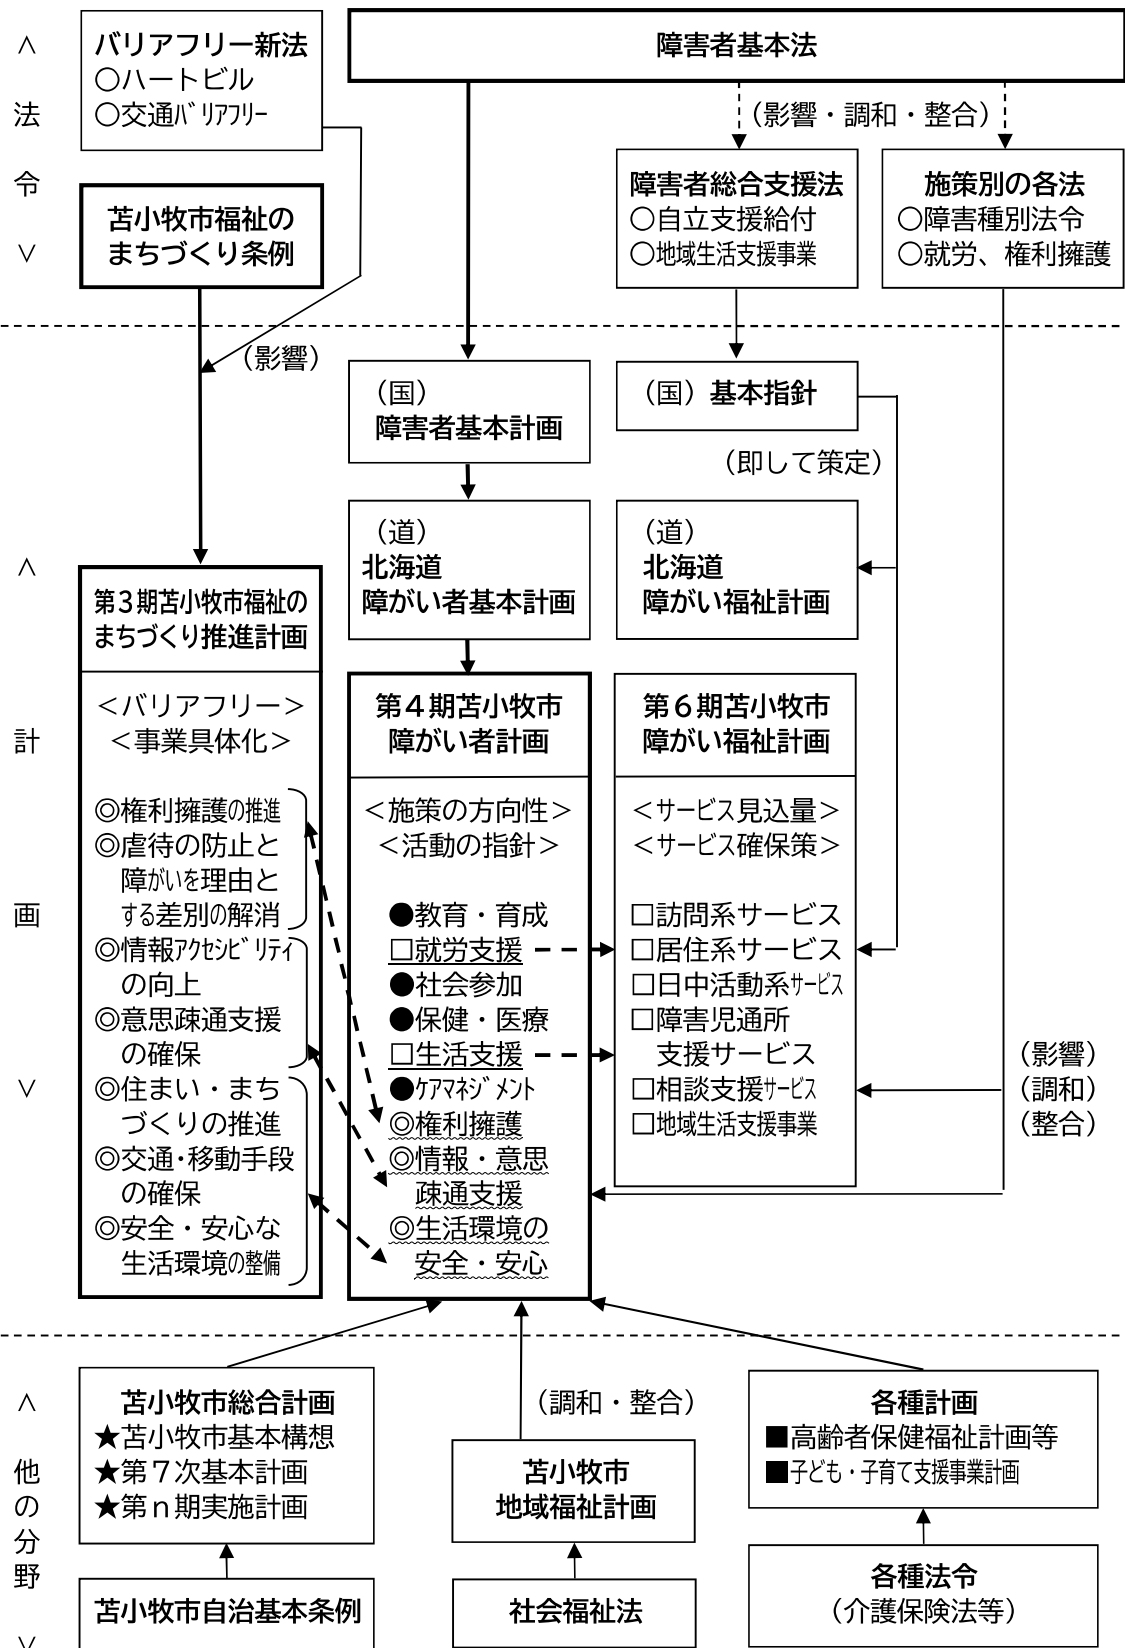 ＜法令＞
バリアフリー新法
○ハートビル
○交通バリアフリー
障害者基本法
（影響・調和・整合）
苫小牧市福祉の
まちづくり条例
障害者総合支援法
○自立支援給付
○地域生活支援事業
施策別の各法
○障害種別法令
○就労、権利擁護
（影響）
＜計画＞
（国）
障害者基本計画
（国）基本指針
（即して策定）
（道）
北海道
障がい者基本計画
（道）
北海道
障がい福祉計画
第３期苫小牧市福祉の
まちづくり推進計画
＜バリアフリー＞
＜事業具体化＞
◎権利擁護の推進
◎虐待の防止と
障がいを理由と
する差別の解消
◎情報アクセシビリティ
の向上
◎意思疎通支援
の確保
◎住まい・まち
づくりの推進
◎交通・移動手段
の確保
◎安全・安心な
生活環境の整備
第４期苫小牧市
障がい者計画
＜施策の方向性＞
＜活動の指針＞
●教育・育成
□就労支援
●社会参加
●保健・医療
□生活支援
●ケアマネジメント
◎権利擁護
◎情報・意思
疎通支援
◎生活環境の
安全・安心
第６期苫小牧市
障がい福祉計画
＜サービス見込量＞
＜サービス確保策＞
□訪問系サービス
□居住系サービス
□日中活動系サービス
□障害児通所
支援サービス
□相談支援サービス
□地域生活支援事業
（影響）
（調和）
（整合）
＜他の分野＞
苫小牧市総合計画
★苫小牧市基本構想
★第７次基本計画
★第ｎ期実施計画
苫小牧市自治基本条例
（調和・整合）
苫小牧市
地域福祉計画
社会福祉法
各種計画
■高齢者保健福祉計画等
■子ども・子育て支援事業計画
各種法令
（介護保険法等）